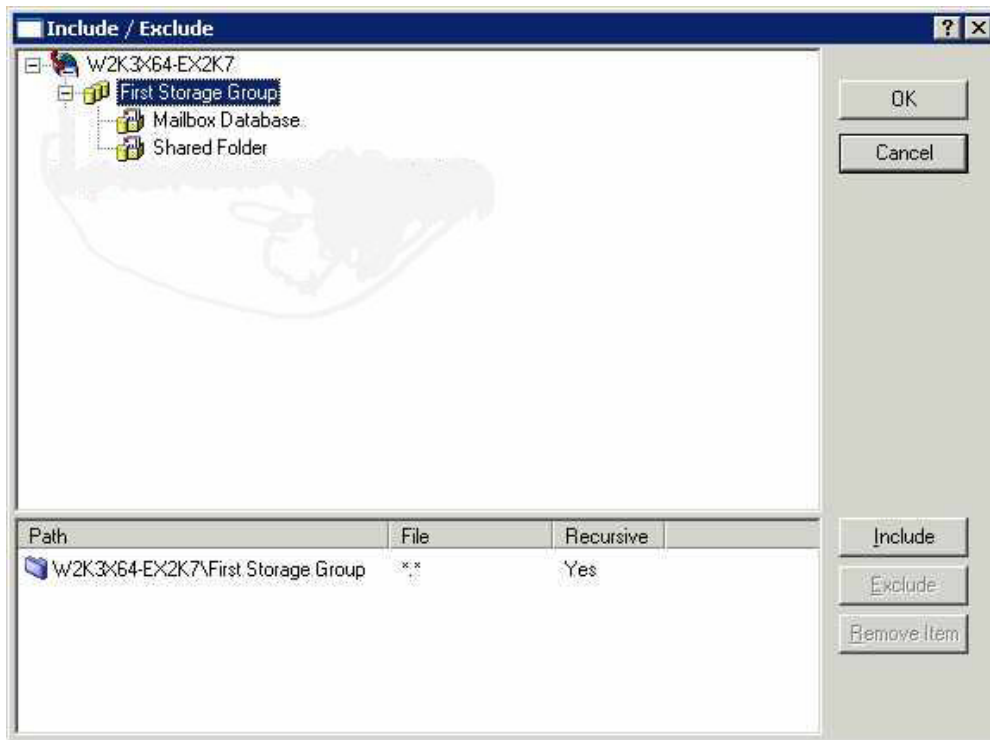 Include / Exclude
W2K3X64-EX2K7
First Storage Group
Mailbox Database
Shared Folder
OK
Cancel
Path File Recursive
W2K3X64-EX2K7\First Storage Group *.* Yes
Include
Exclude
Remove Item